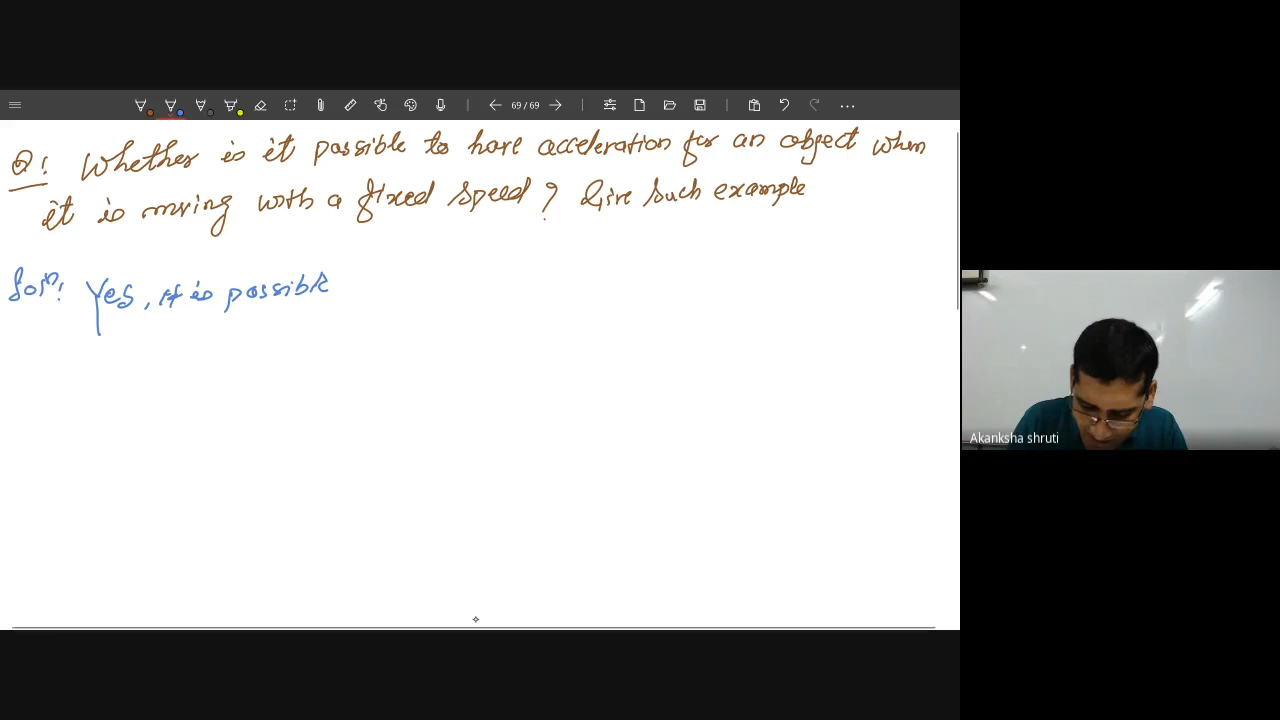 69/69
Q! Whether is it possible to have acceleration for an object when
it is moving with a fixed speed? Give such example
Solⁿ! Yes, it is possible
Akanksha shruti